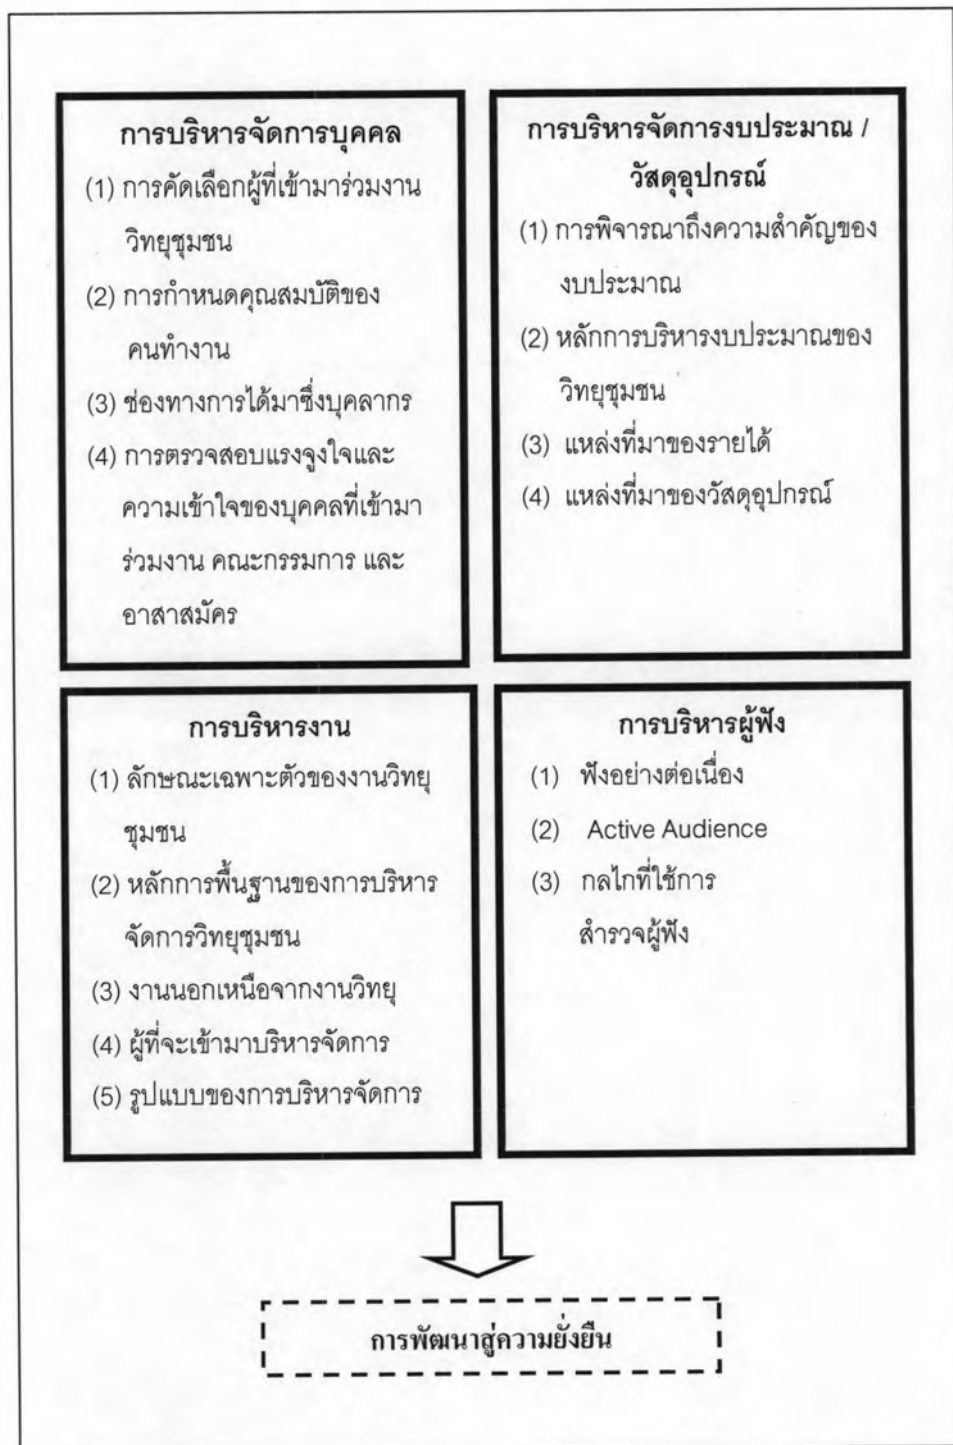 การบริหารจัดการบุคคล
(1) การคัดเลือกผู้ที่เข้ามาร่วมงาน
วิทยุชุมชน
(2) การกำหนดคุณสมบัติของ
คนทำงาน
(3) ช่องทางการได้มาซึ่งบุคลากร
(4) การตรวจสอบแรงจูงใจและ
ความเข้าใจของบุคคลที่เข้ามา
ร่วมงาน คณะกรรมการ และ
อาสาสมัคร
การบริหารจัดการงบประมาณ /
วัสดุอุปกรณ์
(1) การพิจารณาถึงความสำคัญของ
งบประมาณ
(2) หลักการบริหารงบประมาณของ
วิทยุชุมชน
(3) แหล่งที่มาของรายได้
(4) แหล่งที่มาของวัสดุอุปกรณ์
การบริหารงาน
(1) ลักษณะเฉพาะตัวของงานวิทยุ
ชุมชน
(2) หลักการพื้นฐานของการบริหาร
จัดการวิทยุชุมชน
(3) งานนอกเหนือจากงานวิทยุ
(4) ผู้ที่จะเข้ามาบริหารจัดการ
(5) รูปแบบของการบริหารจัดการ
การบริหารผู้ฟัง
(1) ฟังอย่างต่อเนื่อง
(2) Active Audience
(3) กลไกที่ใช้การ
สำรวจผู้ฟัง
การพัฒนาสู่ความยั่งยืน